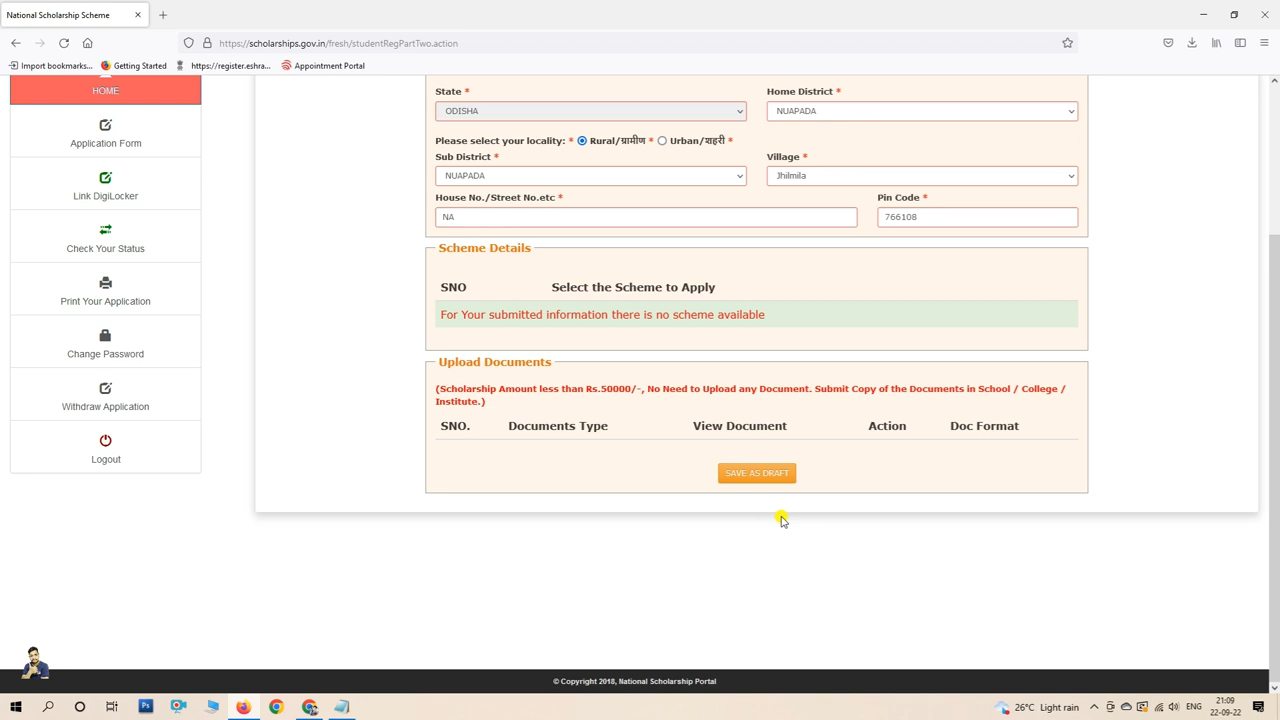 National Scholarship Scheme
https://scholarships.gov.in/fresh/studentRegPartTwo.action
Import bookmarks... Getting Started https://register.eshra... Appointment Portal
HOME
Application Form
Link DigiLocker
Check Your Status
Print Your Application
Change Password
Withdraw Application
Logout
State * Home District *
ODISHA NUAPADA
Please select your locality: * Rural/ग्रामीण * Urban/शहरी *
Sub District * Village *
NUAPADA Jhilmila
House No./Street No.etc * Pin Code *
NA 766108
Scheme Details
SNO Select the Scheme to Apply
For Your submitted information there is no scheme available
Upload Documents
(Scholarship Amount less than Rs.50000/-, No Need to Upload any Document. Submit Copy of the Documents in School / College /
Institute.)
SNO. Documents Type View Document Action Doc Format
SAVE AS DRAFT
© Copyright 2018, National Scholarship Portal
Ps
26°C Light rain ENG 21:09
22-09-22